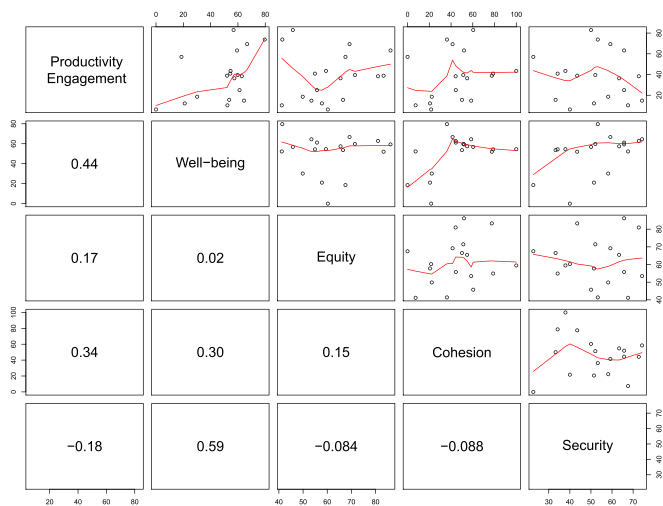 0 20 40 60 80
0 20 40 60 80 100
Productivity
Engagement
20 40 60 80
0.44
Well−being
0 20 40 60 80
0.17
0.02
Equity
40 50 60 70 80
0.34
0.30
0.15
Cohesion
0 20 40 60 80 100
−0.18
0.59
−0.084
−0.088
Security
30 40 50 60 70
20 40 60 80
40 50 60 70 80
30 40 50 60 70